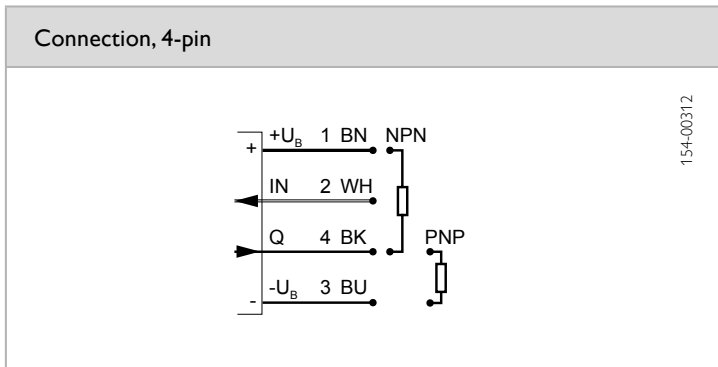 Connection, 4-pin
154-00312
+U_B 1 BN NPN
+
IN 2 WH
Q 4 BK PNP
-U_B 3 BU
-